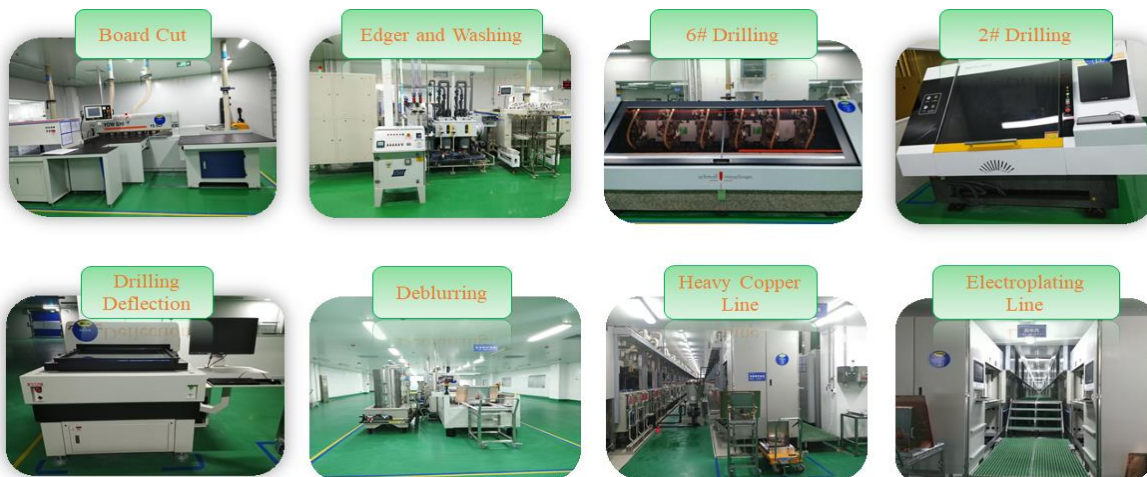 Board Cut
Edger and Washing
6# Drilling
2# Drilling
Drilling
Deflection
Deblurring
Heavy Copper
Line
Electroplating
Line